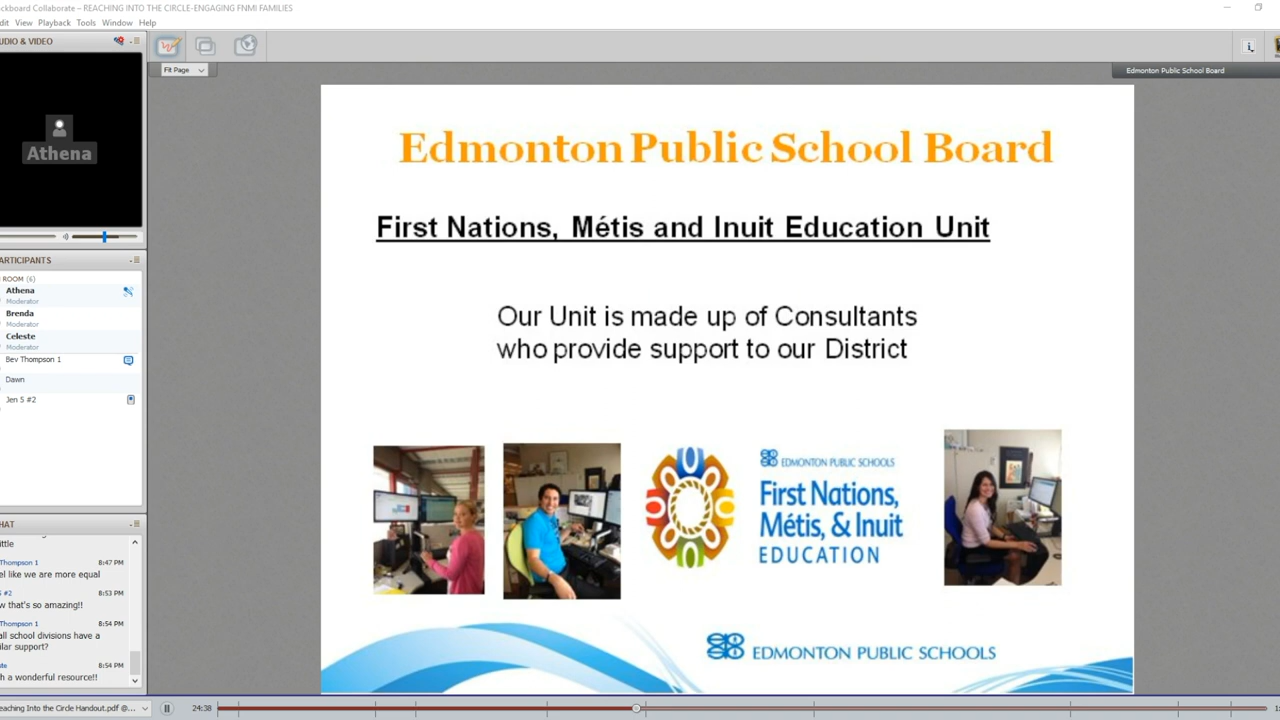 ckboard Collaborate – REACHING INTO THE CIRCLE-ENGAGING FNMI FAMILIES
dit View Playback Tools Window Help
UDIO & VIDEO
Fit Page
Edmonton Public School Board
Athena
ARTICIPANTS
ROOM (6)
Athena
Moderator
Brenda
Moderator
Celeste
Moderator
Bev Thompson 1
Dawn
Jen S #2
HAT
ittle
Thompson 1 8:47 PM
el like we are more equal
S #2 8:53 PM
w that's so amazing!!
Thompson 1 8:54 PM
all school divisions have a
ilar support?
8:54 PM
h a wonderful resource!!
Edmonton Public School Board
First Nations, Métis and Inuit Education Unit
Our Unit is made up of Consultants
who provide support to our District
EDMONTON PUBLIC SCHOOLS
First Nations,
Métis, & Inuit
EDUCATION
EDMONTON PUBLIC SCHOOLS
eaching Into the Circle Handout.pdf @...
24:38